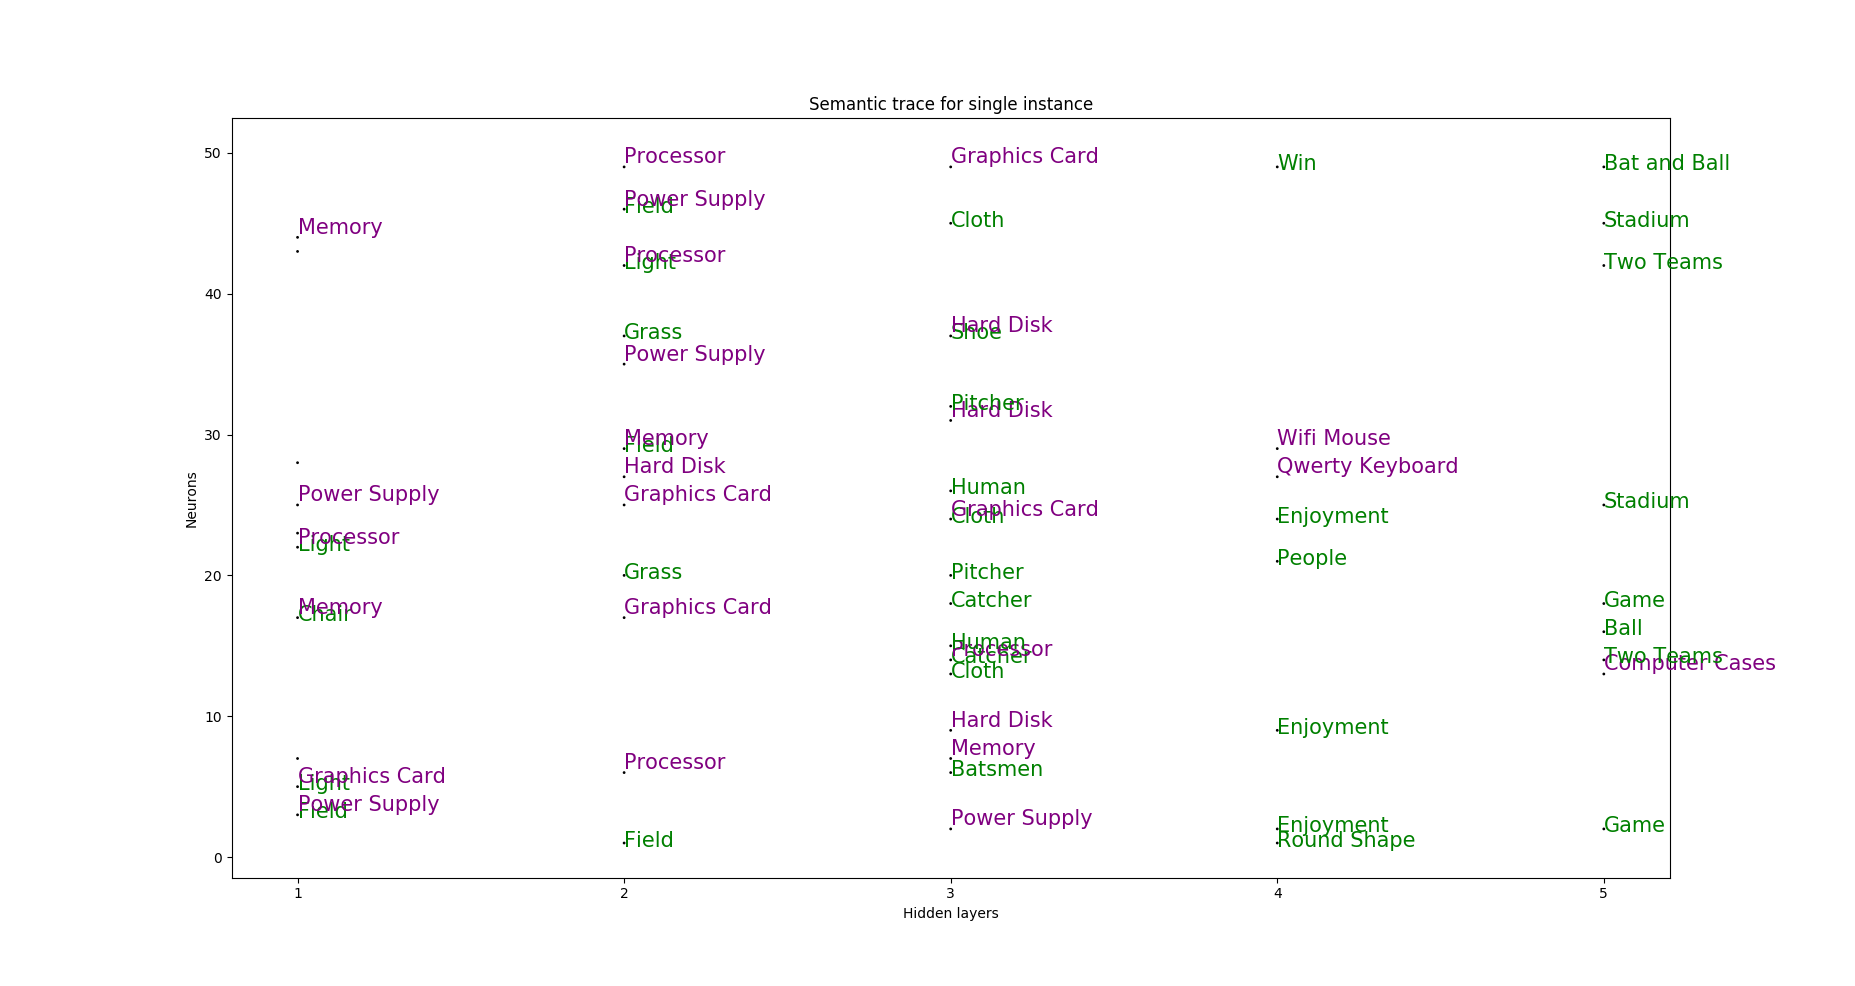 Semantic trace for single instance
50
40
30
20
10
0
Neurons
Memory
Power Supply
Processor
Light
Memory
Chair
Graphics Card
Light
Power Supply
Field
Processor
Power Supply
Field
Processor
Light
Grass
Power Supply
Memory
Field
Hard Disk
Graphics Card
Grass
Graphics Card
Processor
Field
Graphics Card
Cloth
Hard Disk
Shoe
Pitcher
Hard Disk
Human
Graphics Card
Cloth
Pitcher
Catcher
Human
Processor
Catcher
Cloth
Hard Disk
Memory
Batsmen
Power Supply
Win
Wifi Mouse
Qwerty Keyboard
Enjoyment
People
Enjoyment
Enjoyment
Round Shape
Bat and Ball
Stadium
Two Teams
Stadium
Game
Ball
Two Teams
Computer Cases
Game
1 2 3 4 5
Hidden layers